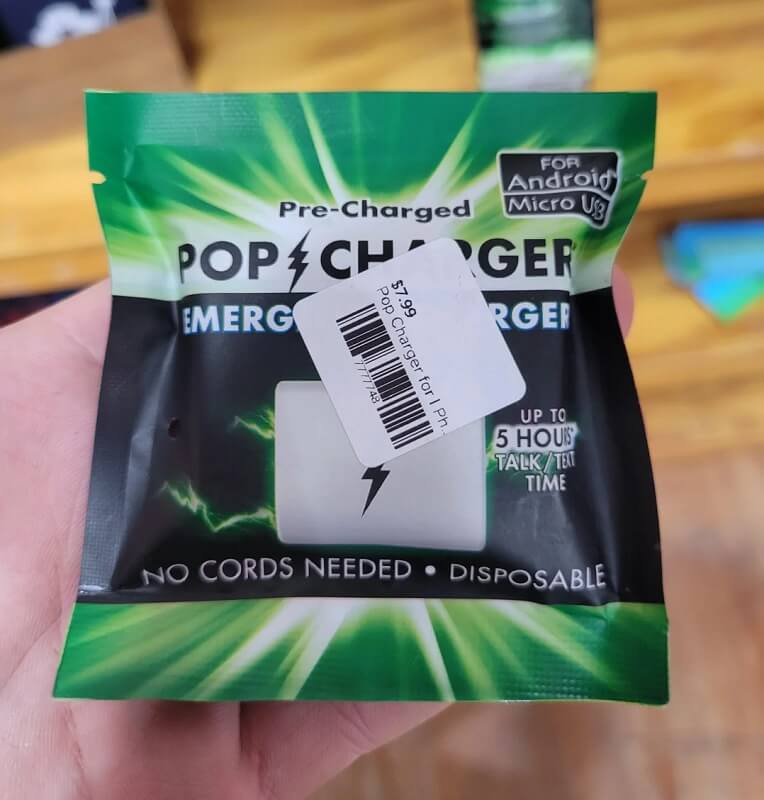 FOR
Android
Micro USB
Pre-Charged
POP CHARGER
EMERG RGER
$7.99
Pop Charger for I Ph.
7777748
UP TO
5 HOURS*
TALK/TEXT
TIME
NO CORDS NEEDED • DISPOSABLE